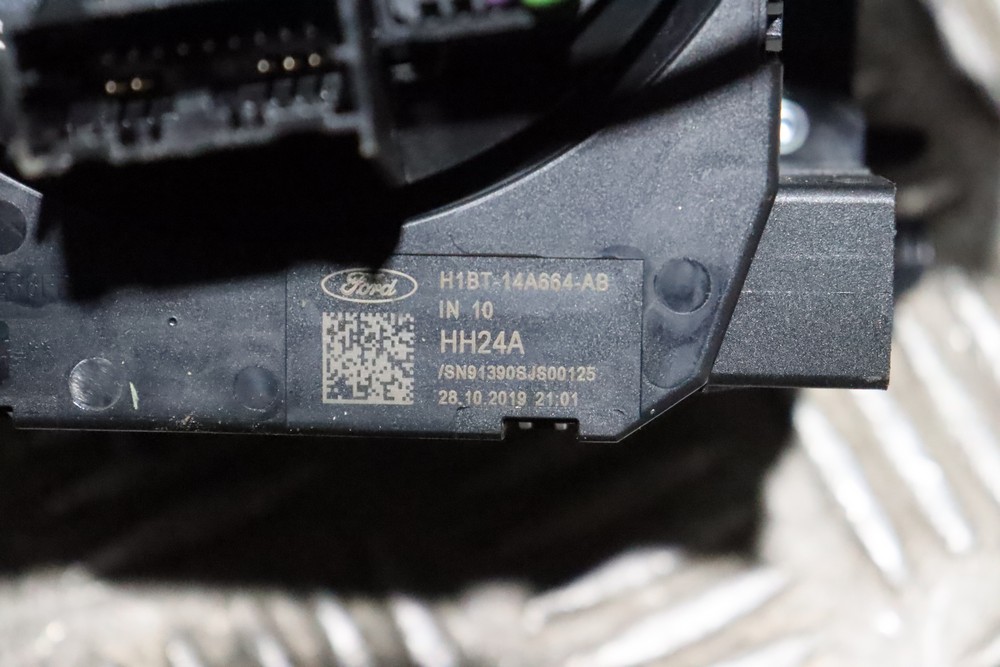 Ford
H1BT-14A664-AB
IN 10
HH24A
/SN91390SJS00125
28.10.2019 21:01